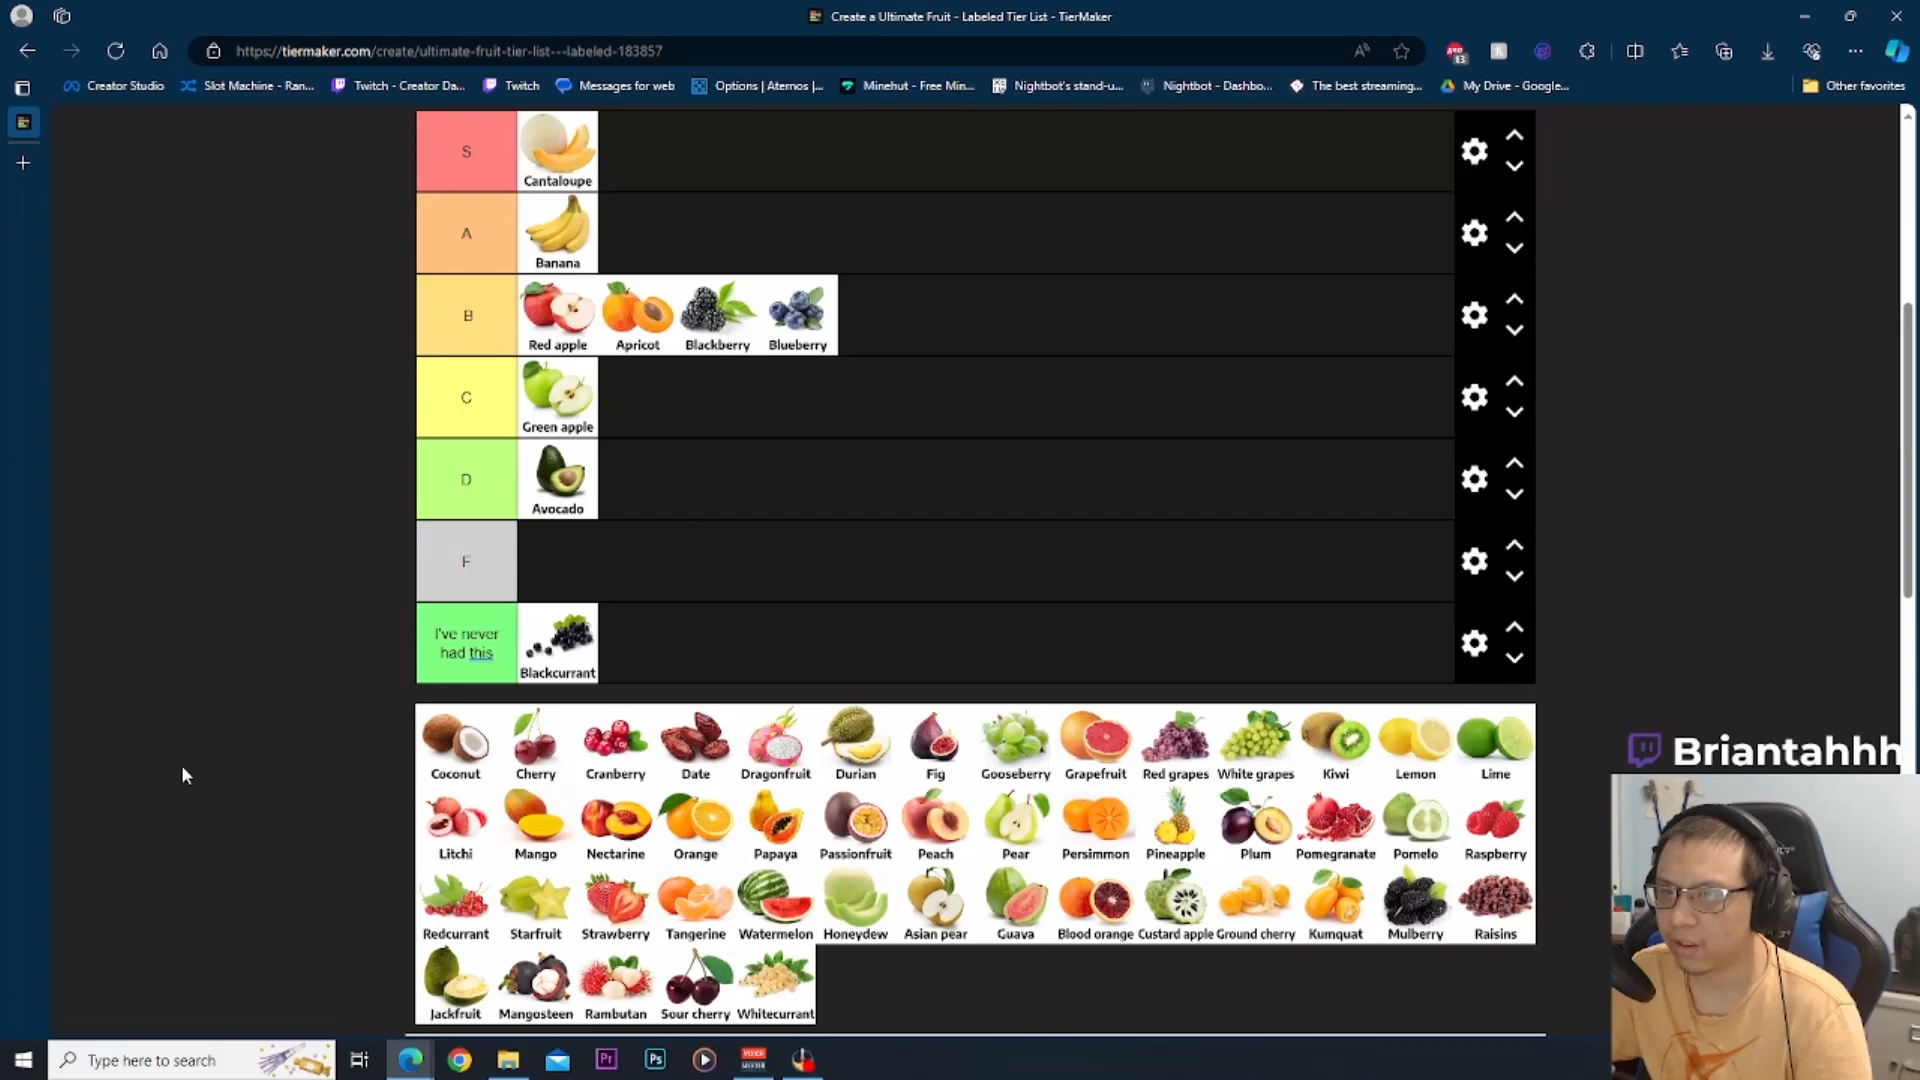 Create a Ultimate Fruit - Labeled Tier List - TierMaker
https://tiermaker.com/create/ultimate-fruit-tier-list---labeled-183857
13
Creator Studio
Slot Machine - Ran...
Twitch - Creator Da...
Twitch
Messages for web
Options | Aternos |...
Minehut - Free Min...
Nightbot's stand-u...
Nightbot - Dashbo...
The best streaming...
My Drive - Google...
Other favorites
S
Cantaloupe
A
Banana
B
Red apple Apricot Blackberry Blueberry
C
Green apple
D
Avocado
F
I've never
had this
Blackcurrant
Coconut Cherry Cranberry Date Dragonfruit Durian Fig Gooseberry Grapefruit Red grapes White grapes Kiwi Lemon Lime
Litchi Mango Nectarine Orange Papaya Passionfruit Peach Pear Persimmon Pineapple Plum Pomegranate Pomelo Raspberry
Redcurrant Starfruit Strawberry Tangerine Watermelon Honeydew Asian pear Guava Blood orange Custard apple Ground cherry Kumquat Mulberry Raisins
Jackfruit Mangosteen Rambutan Sour cherry Whitecurrant
Briantahhh
Type here to search
Pr
Ps